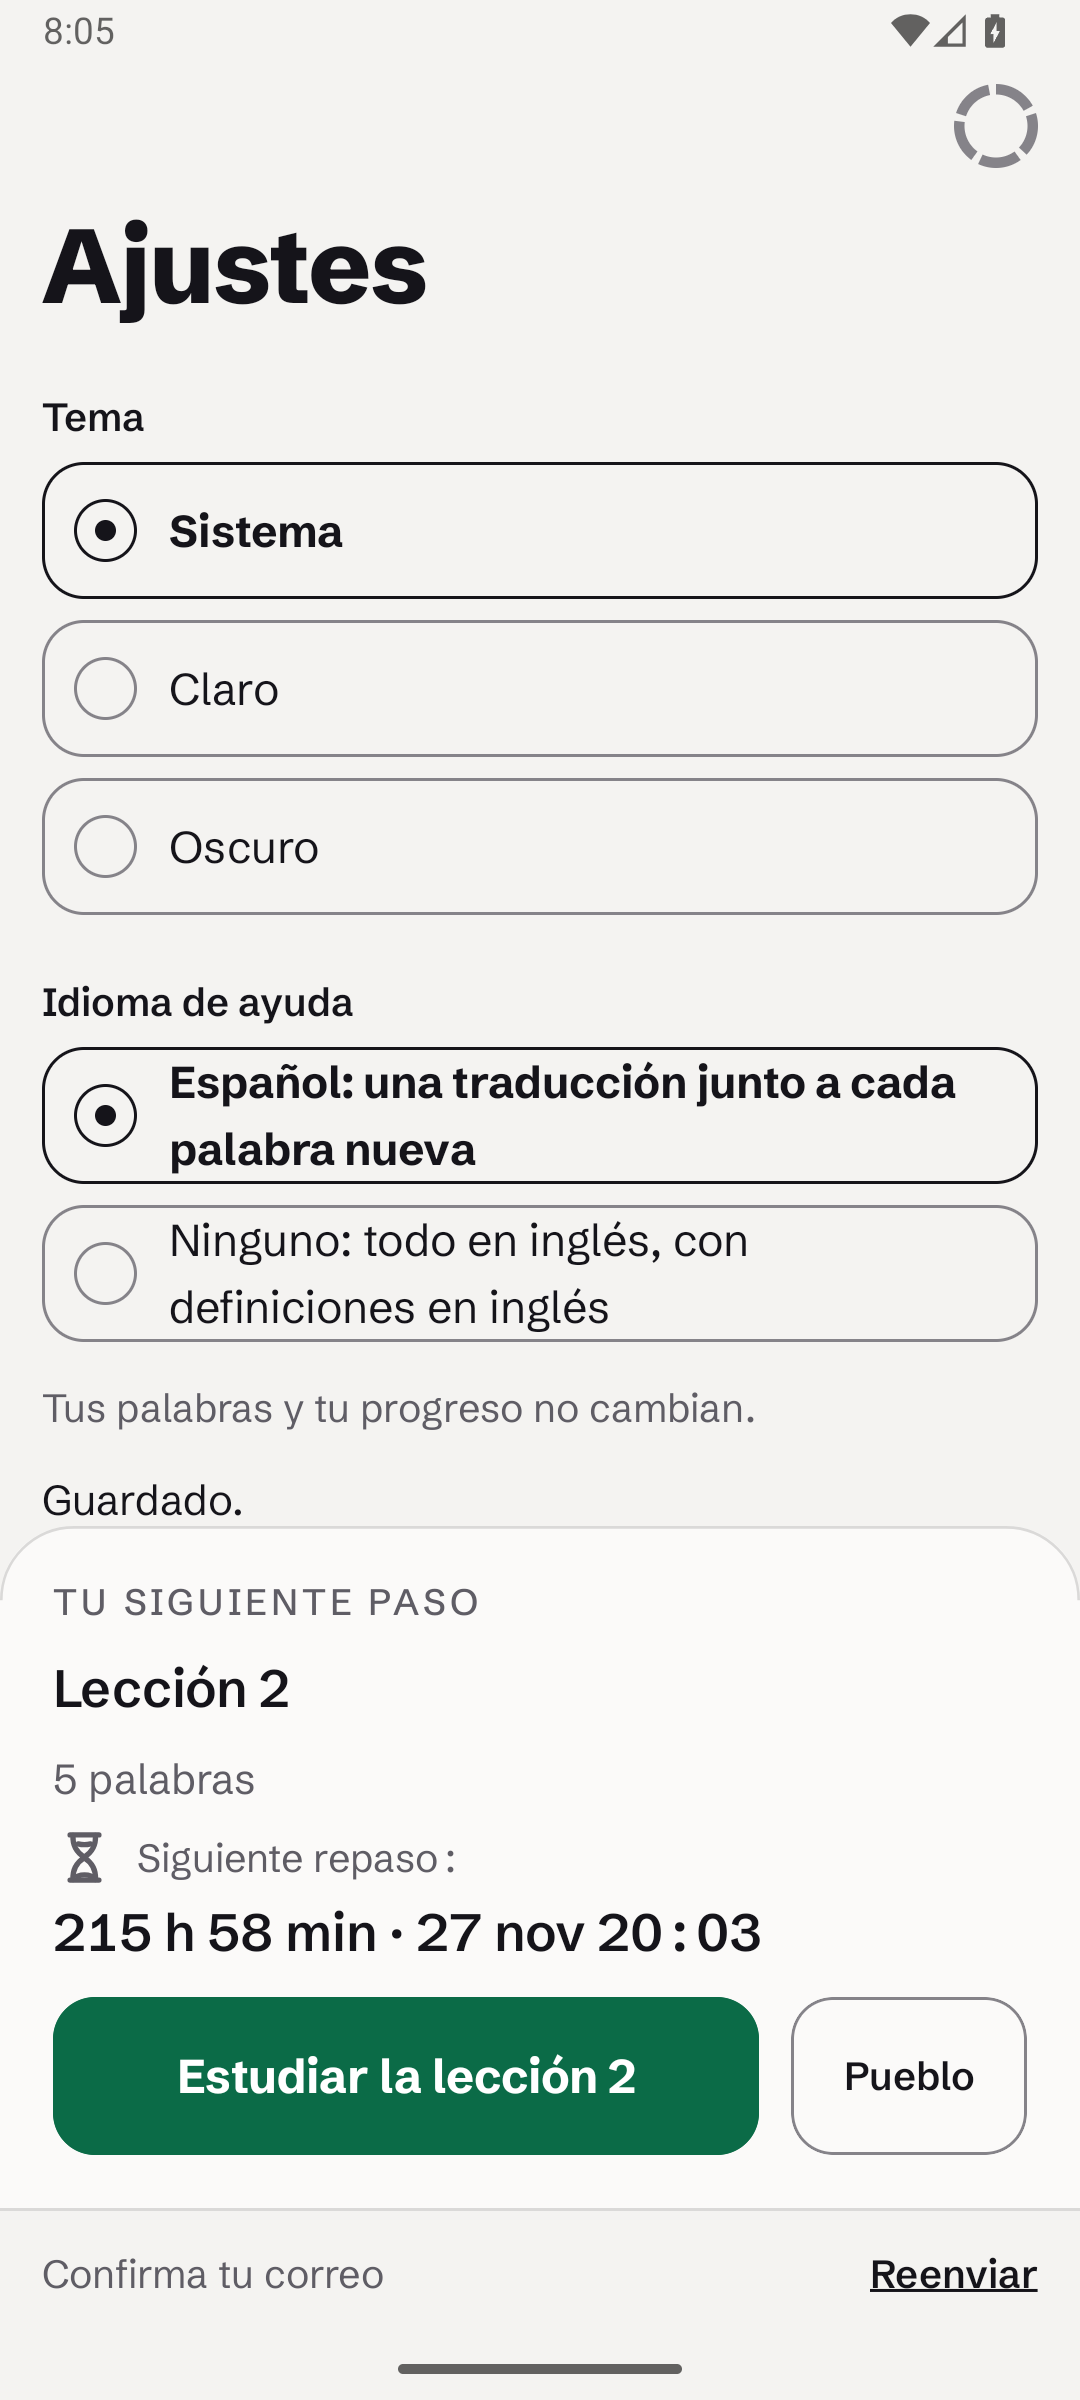 8:05
Ajustes
Tema
Sistema
Claro
Oscuro
Idioma de ayuda
Español: una traducción junto a cada
palabra nueva
Ninguno: todo en inglés, con
definiciones en inglés
Tus palabras y tu progreso no cambian.
Guardado.
TU SIGUIENTE PASO
Lección 2
5 palabras
Siguiente repaso:
215 h 58 min · 27 nov 20:03
Estudiar la lección 2
Pueblo
Confirma tu correo
Reenviar